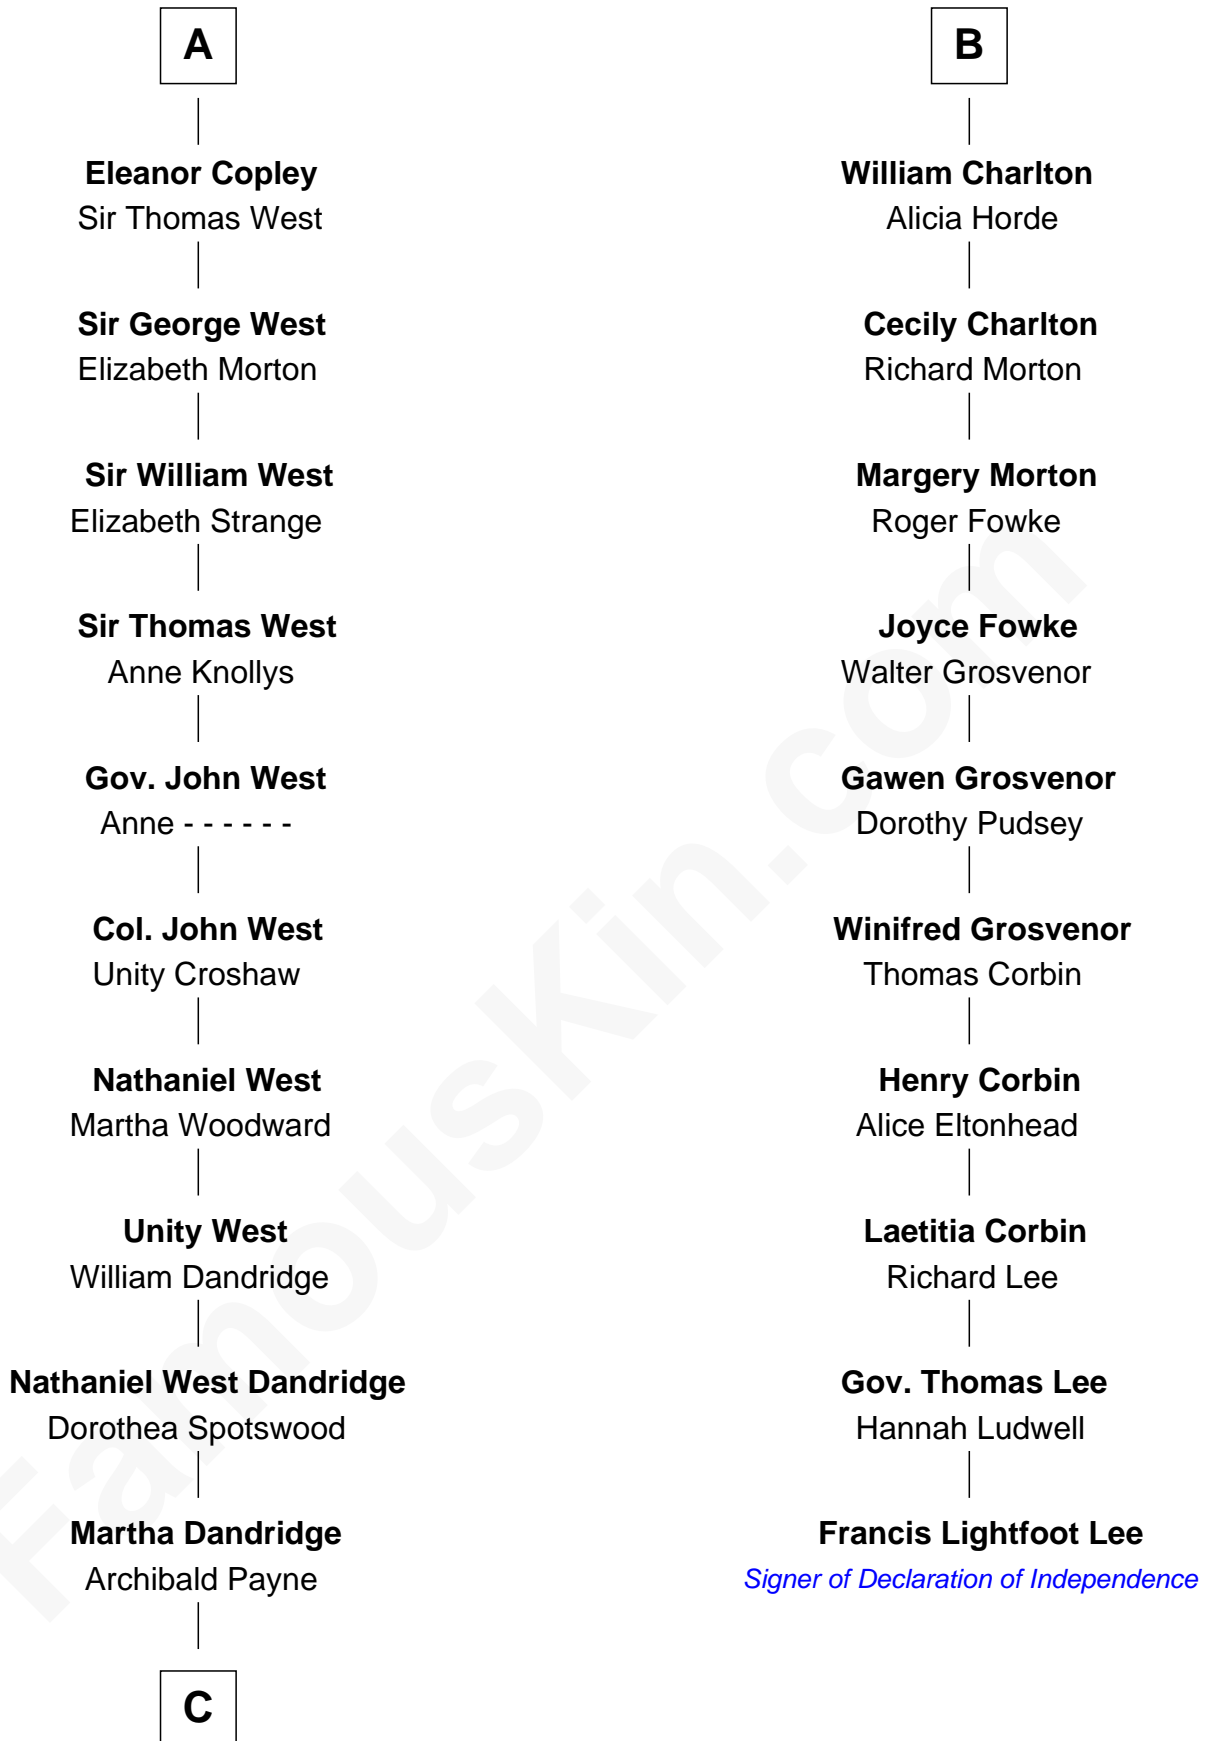 A
Eleanor Copley
Sir Thomas West
Sir George West
Elizabeth Morton
Sir William West
Elizabeth Strange
Sir Thomas West
Anne Knollys
Gov. John West
Anne - - - - - -
Col. John West
Unity Croshaw
Nathaniel West
Martha Woodward
Unity West
William Dandridge
Nathaniel West Dandridge
Dorothea Spotswood
Martha Dandridge
Archibald Payne
C
B
William Charlton
Alicia Horde
Cecily Charlton
Richard Morton
Margery Morton
Roger Fowke
Joyce Fowke
Walter Grosvenor
Gawen Grosvenor
Dorothy Pudsey
Winifred Grosvenor
Thomas Corbin
Henry Corbin
Alice Eltonhead
Laetitia Corbin
Richard Lee
Gov. Thomas Lee
Hannah Ludwell
Francis Lightfoot Lee
Signer of Declaration of Independence
FamousKin.com